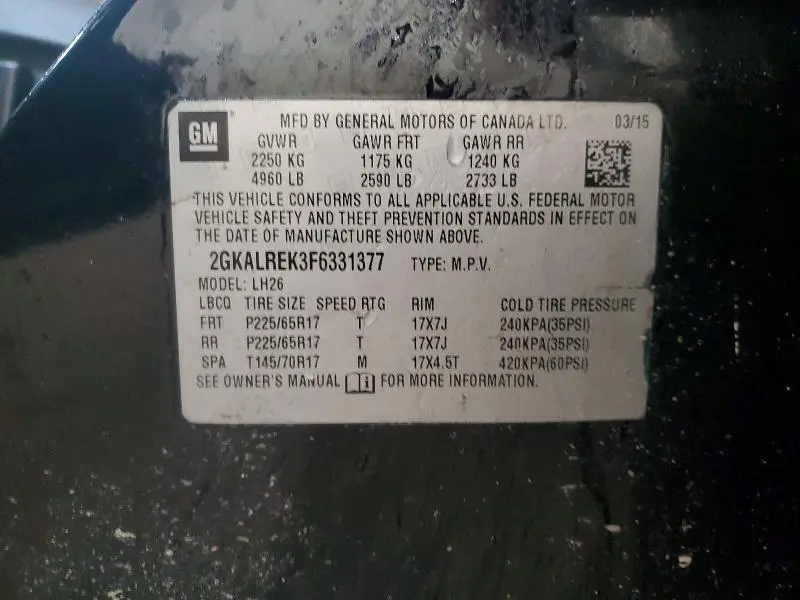 GM MFD BY GENERAL MOTORS OF CANADA LTD. 03/15
GVWR GAWR FRT GAWR RR
2250 KG 1175 KG 1240 KG
4960 LB 2590 LB 2733 LB
THIS VEHICLE CONFORMS TO ALL APPLICABLE U.S. FEDERAL MOTOR
VEHICLE SAFETY AND THEFT PREVENTION STANDARDS IN EFFECT ON
THE DATE OF MANUFACTURE SHOWN ABOVE.
2GKALREK3F6331377 TYPE: M.P.V.
MODEL: LH26
LBCQ TIRE SIZE SPEED RTG RIM COLD TIRE PRESSURE
FRT P225/65R17 T 17X7J 240KPA(35PSI)
RR P225/65R17 T 17X7J 240KPA(35PSI)
SPA T145/70R17 M 17X4.5T 420KPA(60PSI)
SEE OWNER'S MANUAL FOR MORE INFORMATION.